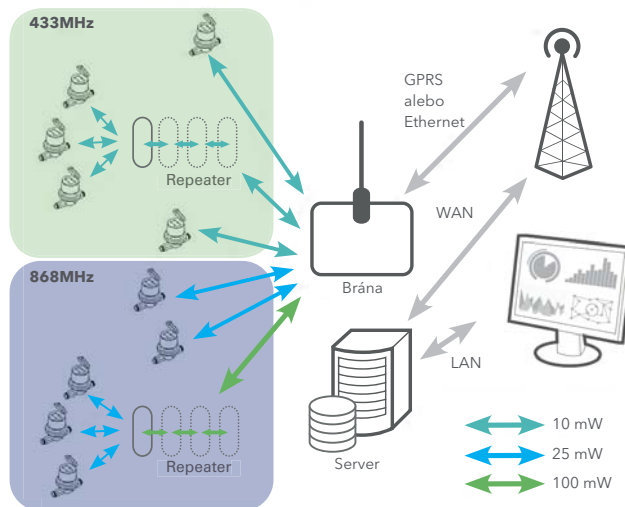 433MHz
Repeater
868MHz
Repeater
GPRS
alebo
Ethernet
WAN
Brána
LAN
Server
10 mW
25 mW
100 mW